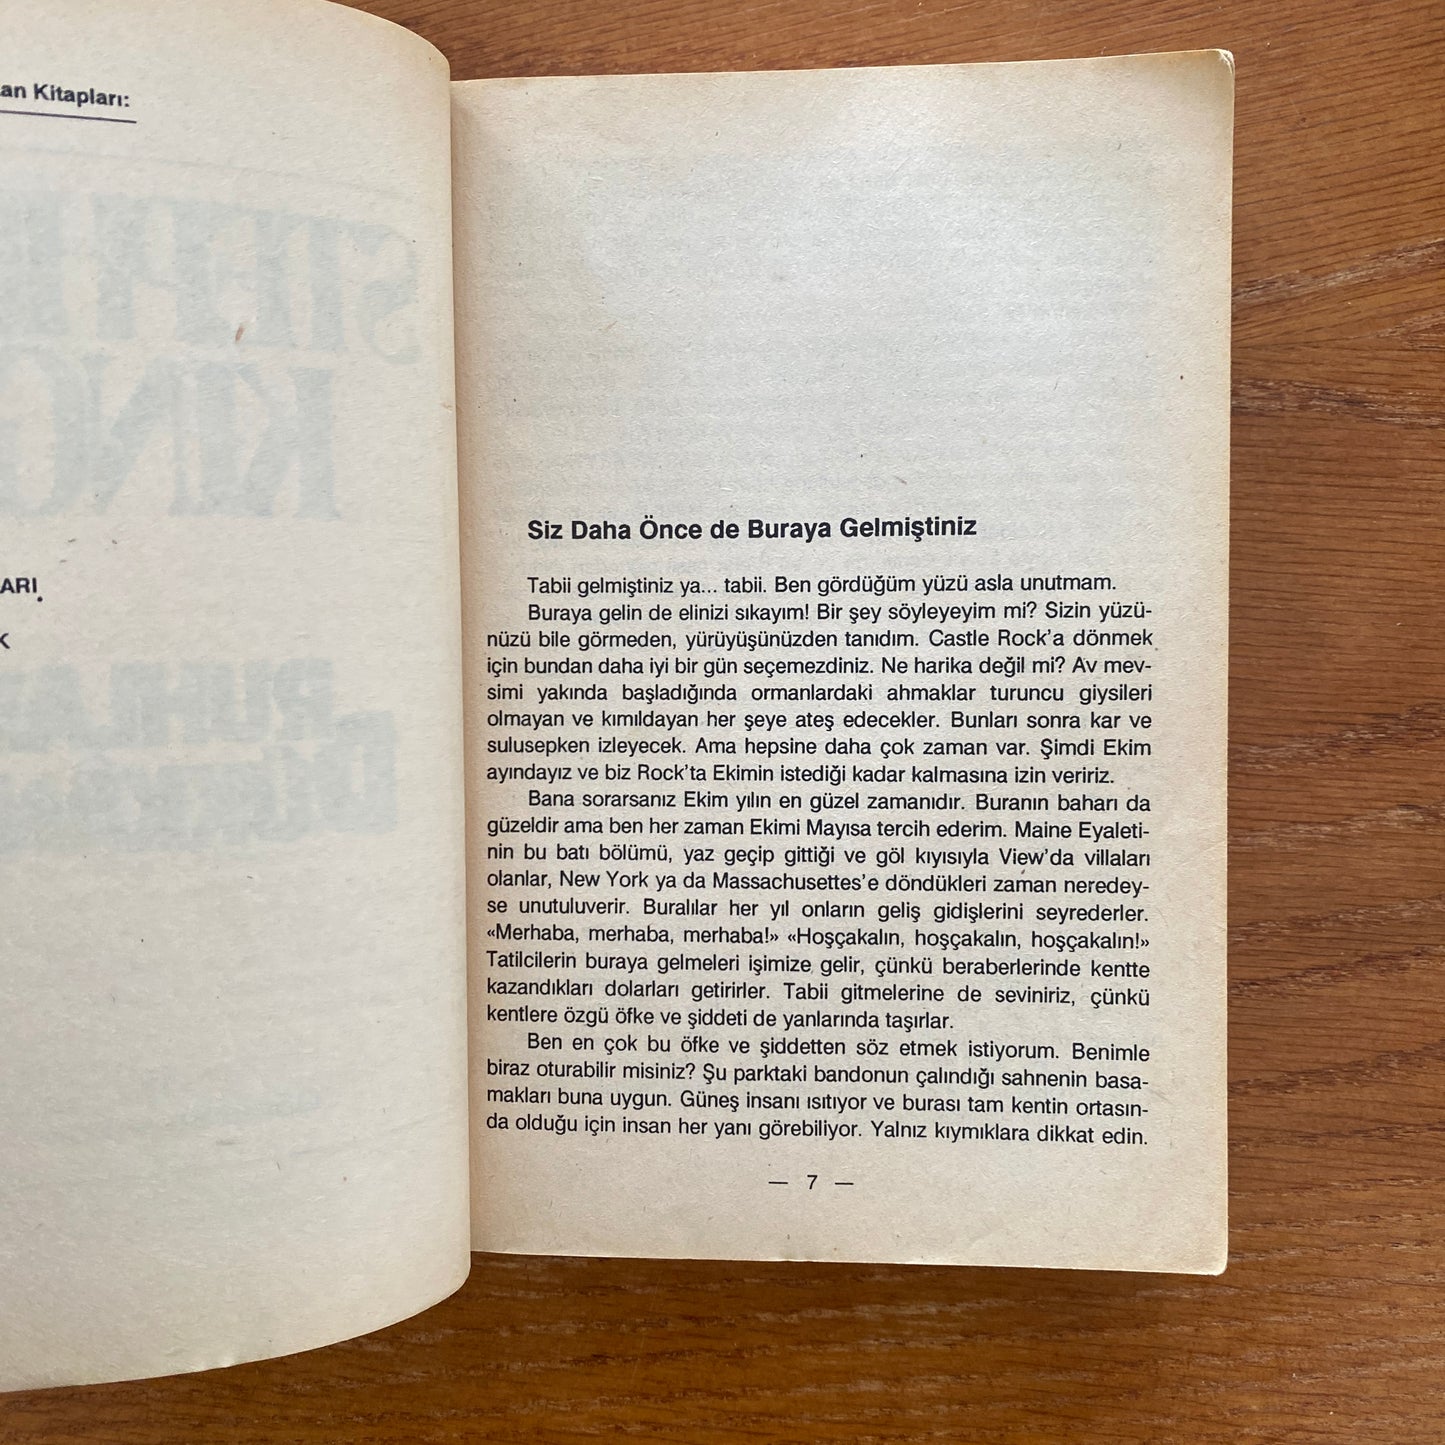 an Kitapları:
ARI
K
Siz Daha Önce de Buraya Gelmiştiniz
Tabii gelmiştiniz ya... tabii. Ben gördüğüm yüzü asla unutmam.
Buraya gelin de elinizi sıkayım! Bir şey söyleyeyim mi? Sizin yüzü-
nüzü bile görmeden, yürüyüşünüzden tanıdım. Castle Rock'a dönmek
için bundan daha iyi bir gün seçemezdiniz. Ne harika değil mi? Av mev-
simi yakında başladığında ormanlardaki ahmaklar turuncu giysileri
olmayan ve kımıldayan her şeye ateş edecekler. Bunları sonra kar ve
sulusepken izleyecek. Ama hepsine daha çok zaman var. Şimdi Ekim
ayındayız ve biz Rock'ta Ekimin istediği kadar kalmasına izin veririz.
Bana sorarsanız Ekim yılın en güzel zamanıdır. Buranın baharı da
güzeldir ama ben her zaman Ekimi Mayısa tercih ederim. Maine Eyaleti-
nin bu batı bölümü, yaz geçip gittiği ve göl kıyısıyla View'da villaları
olanlar, New York ya da Massachusettes'e döndükleri zaman neredey-
se unutuluverir. Buralılar her yıl onların geliş gidişlerini seyrederler.
«Merhaba, merhaba, merhaba!» «Hoşçakalın, hoşçakalın, hoşçakalın!»
Tatilcilerin buraya gelmeleri işimize gelir, çünkü beraberlerinde kentte
kazandıkları dolarları getirirler. Tabii gitmelerine de seviniriz, çünkü
kentlere özgü öfke ve şiddeti de yanlarında taşırlar.
Ben en çok bu öfke ve şiddetten söz etmek istiyorum. Benimle
biraz oturabilir misiniz? Şu parktaki bandonun çalındığı sahnenin basa-
makları buna uygun. Güneş insanı ısıtıyor ve burası tam kentin ortasın-
da olduğu için insan her yanı görebiliyor. Yalnız kıymıklara dikkat edin.
— 7 —